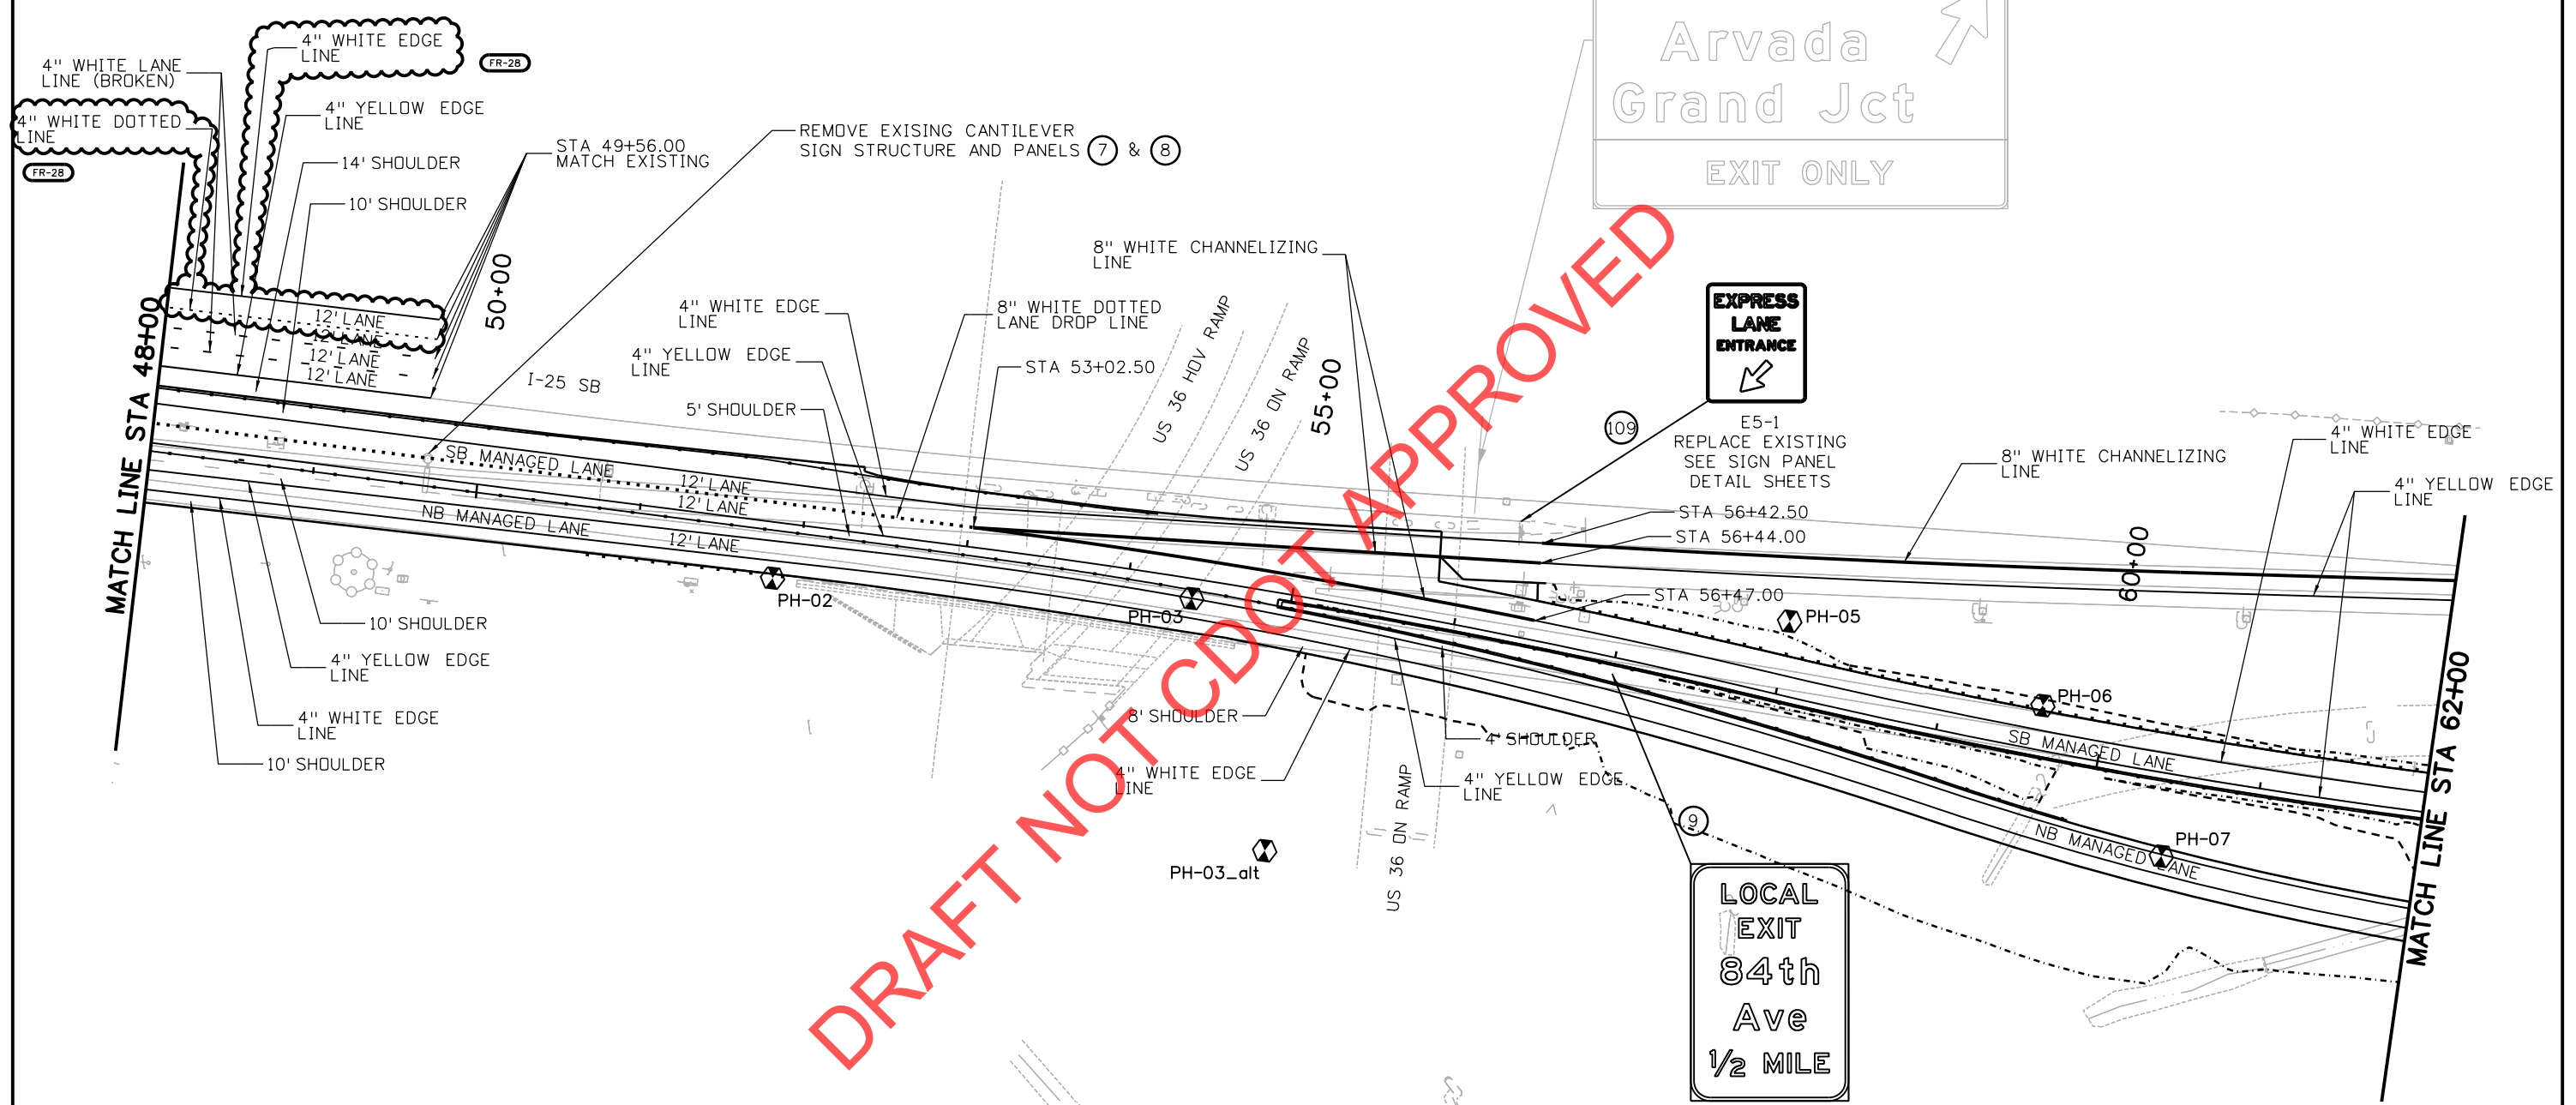 4" WHITE EDGE
LINE
FR-28
4" WHITE LANE
LINE (BROKEN)
4" YELLOW EDGE
LINE
4" WHITE DOTTED
LINE
FR-28
14' SHOULDER
10' SHOULDER
STA 49+56.00
MATCH EXISTING
REMOVE EXISING CANTILEVER
SIGN STRUCTURE AND PANELS 7 & 8
Arvada
Grand Jct
EXIT ONLY
50+00
MATCH LINE STA 48+00
12' LANE
12' LANE
12' LANE
12' LANE
I-25 SB
4" WHITE EDGE
LINE
4" YELLOW EDGE
LINE
5' SHOULDER
8" WHITE DOTTED
LANE DROP LINE
STA 53+02.50
8" WHITE CHANNELIZING
LINE
US 36 HOV RAMP
US 36 ON RAMP
55+00
EXPRESS
LANE
ENTRANCE
109
E5-1
REPLACE EXISTING
SEE SIGN PANEL
DETAIL SHEETS
STA 56+42.50
STA 56+44.00
STA 56+47.00
8" WHITE CHANNELIZING
LINE
4" WHITE EDGE
LINE
4" YELLOW EDGE
LINE
60+00
SB MANAGED LANE
12' LANE
12' LANE
NB MANAGED LANE
12' LANE
PH-02
PH-03
PH-05
PH-06
10' SHOULDER
4" YELLOW EDGE
LINE
4" WHITE EDGE
LINE
10' SHOULDER
8' SHOULDER
4" WHITE EDGE
LINE
4' SHOULDER
4" YELLOW EDGE
LINE
US 36 ON RAMP
PH-03_alt
SB MANAGED LANE
NB MANAGED LANE
PH-07
MATCH LINE STA 62+00
9
LOCAL
EXIT
84th
Ave
1/2 MILE
DRAFT NOT CDOT APPROVED